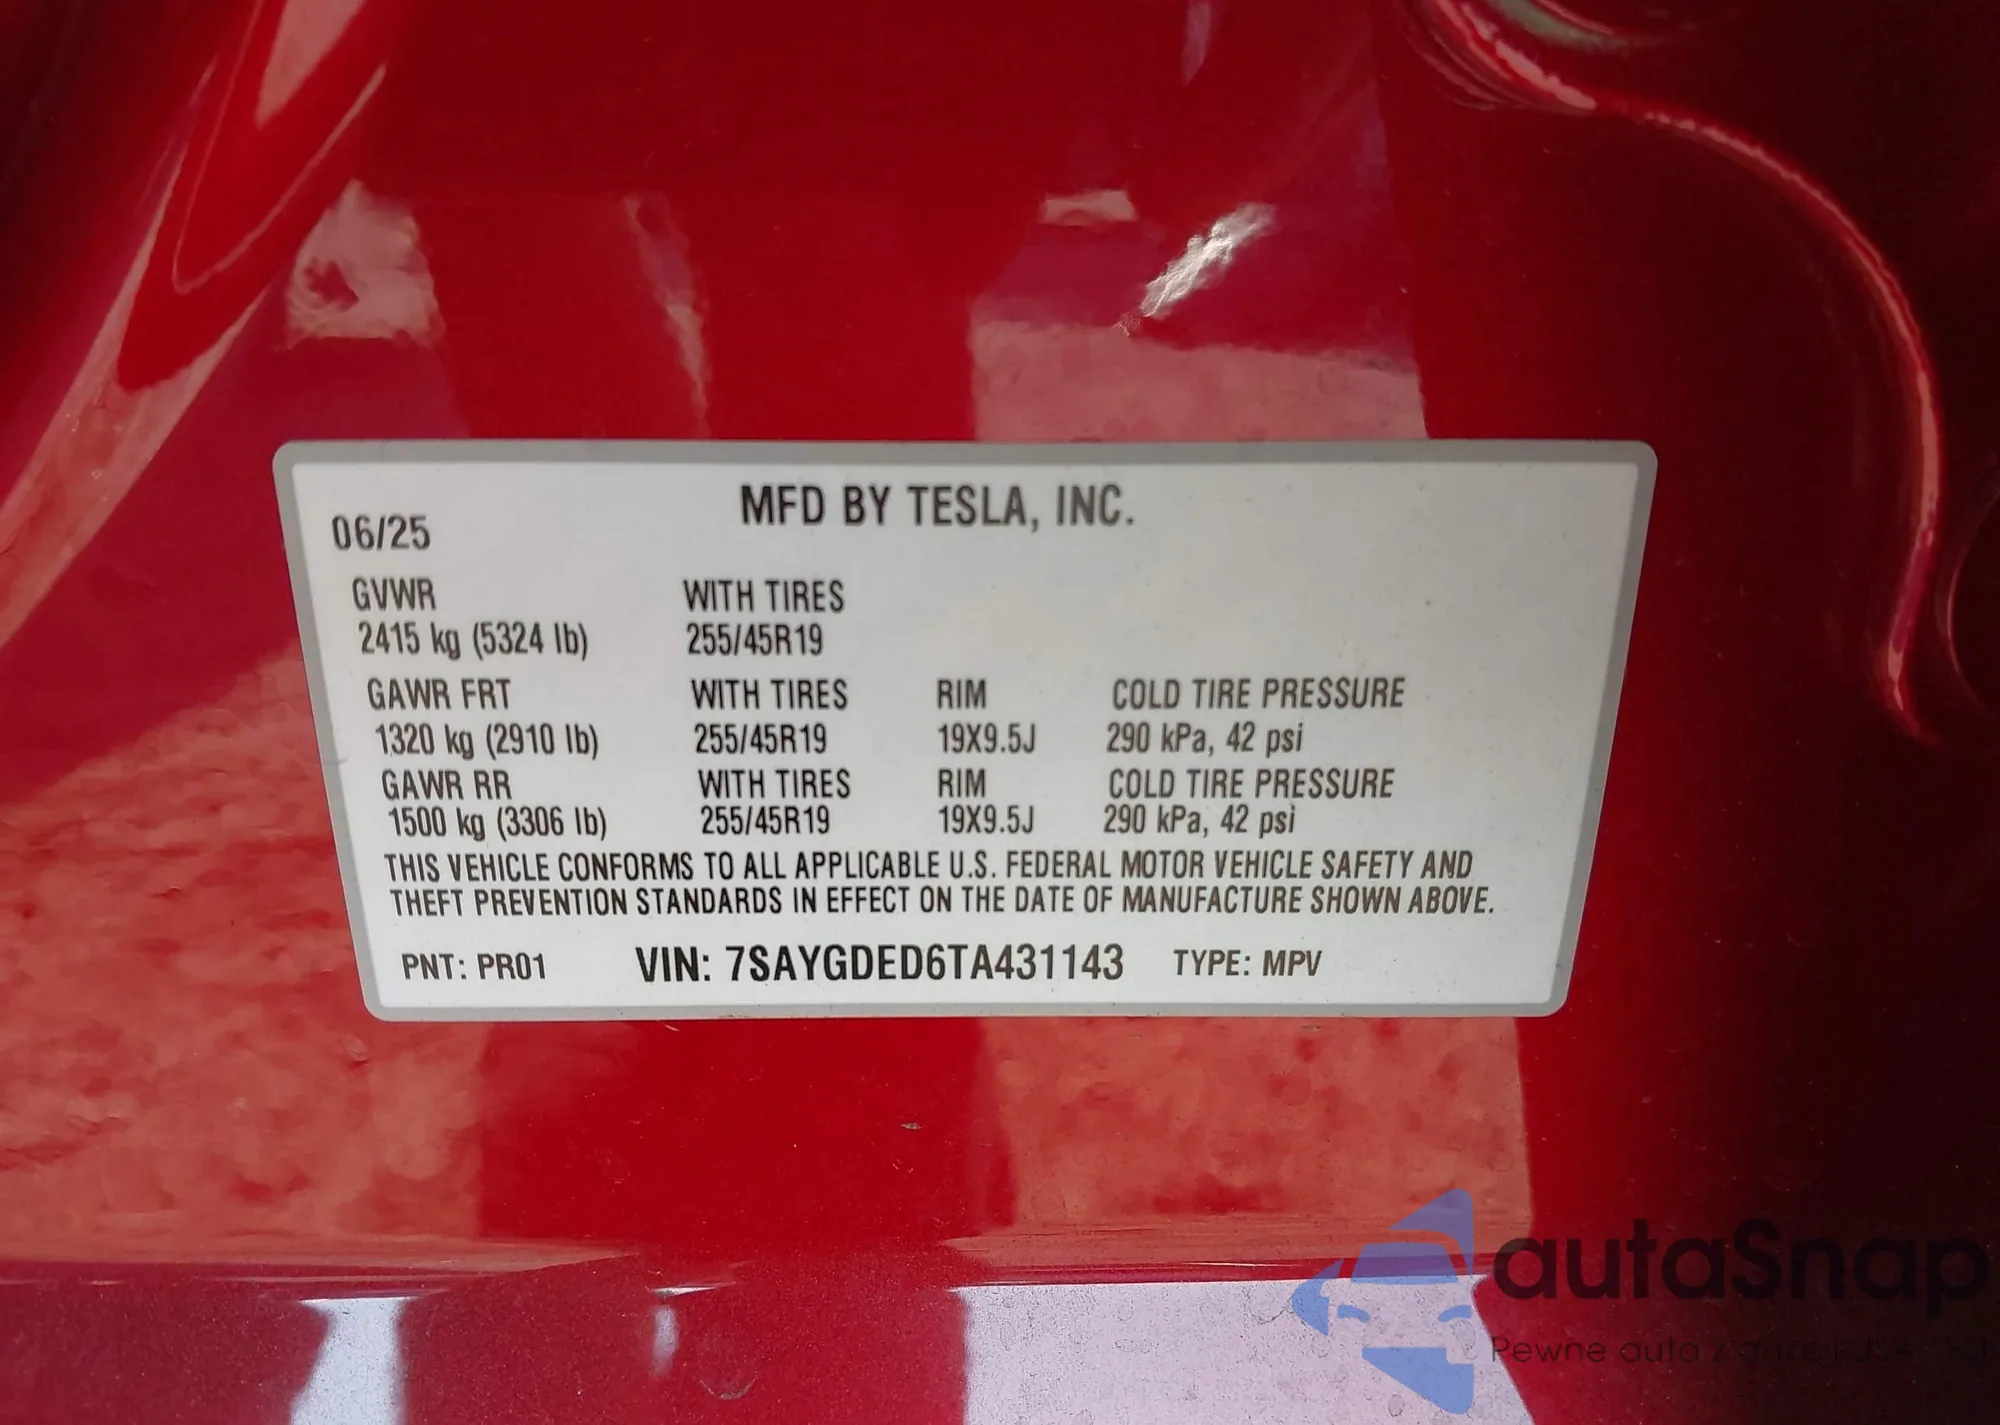 MFD BY TESLA, INC.
06/25
GVWR WITH TIRES
2415 kg (5324 lb) 255/45R19
GAWR FRT WITH TIRES RIM COLD TIRE PRESSURE
1320 kg (2910 lb) 255/45R19 19X9.5J 290 kPa, 42 psi
GAWR RR WITH TIRES RIM COLD TIRE PRESSURE
1500 kg (3306 lb) 255/45R19 19X9.5J 290 kPa, 42 psi
THIS VEHICLE CONFORMS TO ALL APPLICABLE U.S. FEDERAL MOTOR VEHICLE SAFETY AND
THEFT PREVENTION STANDARDS IN EFFECT ON THE DATE OF MANUFACTURE SHOWN ABOVE.
PNT: PR01 VIN: 7SAYGDED6TA431143 TYPE: MPV
autaSnap
Pewne auta z